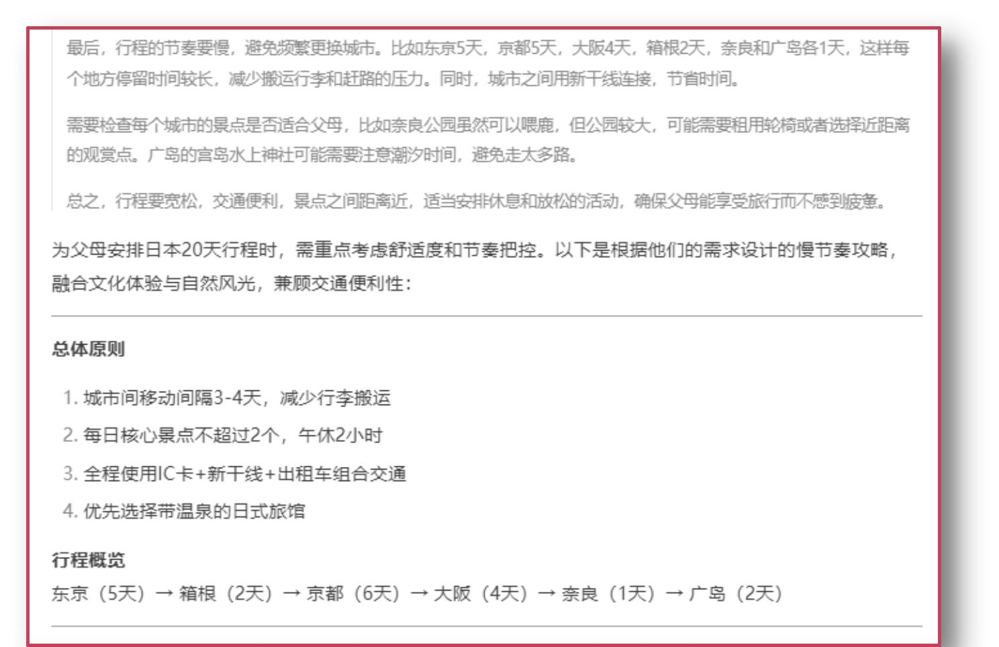 最后，行程的节奏要慢，避免频繁更换城市。比如东京5天，京都5天，大阪4天，箱根2天，奈良和广岛各1天，这样每
个地方停留时间较长，减少搬运行李和赶路的压力。同时，城市之间用新干线连接，节省时间。
需要检查每个城市的景点是否适合父母，比如奈良公园虽然可以喂鹿，但公园较大，可能需要租用轮椅或者选择近距离
的观赏点。广岛的宫岛水上神社可能需要注意潮汐时间，避免走太多路。
总之，行程要宽松，交通便利，景点之间距离近，适当安排休息和放松的活动，确保父母能享受旅行而不感到疲惫。
为父母安排日本20天行程时，需重点考虑舒适度和节奏把控。以下是根据他们的需求设计的慢节奏攻略，
融合文化体验与自然风光，兼顾交通便利性：
总体原则
1. 城市间移动间隔3-4天，减少行李搬运
2. 每日核心景点不超过2个，午休2小时
3. 全程使用IC卡+新干线+出租车组合交通
4. 优先选择带温泉的日式旅馆
行程概览
东京（5天）→ 箱根（2天）→ 京都（6天）→ 大阪（4天）→ 奈良（1天）→ 广岛（2天）